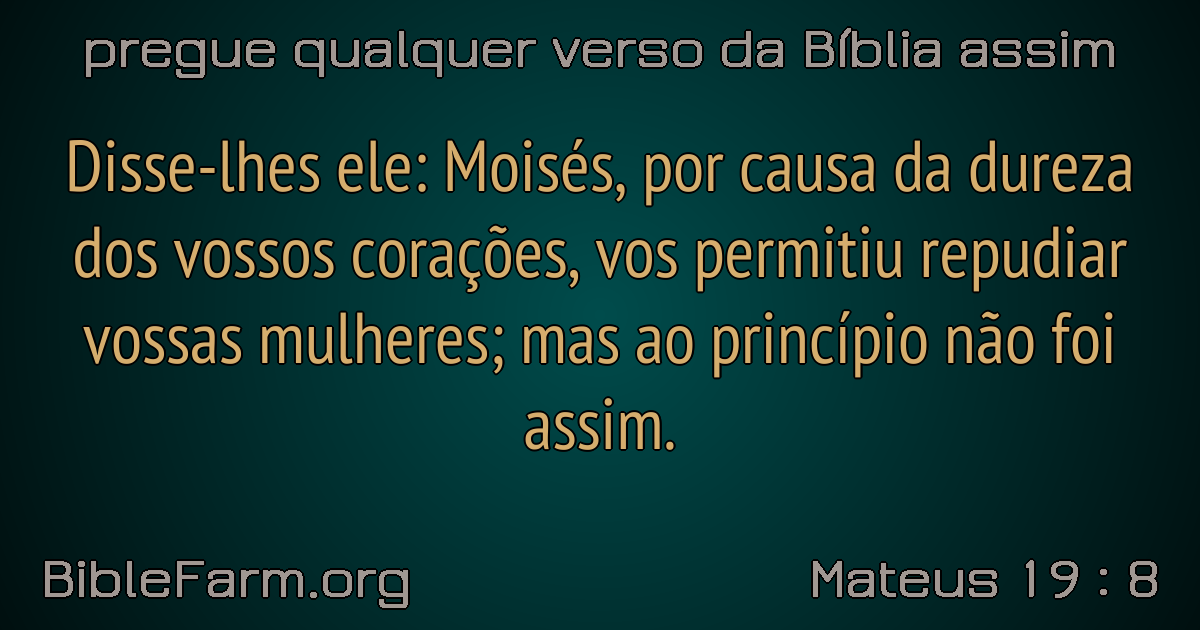 pregue qualquer verso da Bíblia assim
Disse-lhes ele: Moisés, por causa da dureza
dos vossos corações, vos permitiu repudiar
vossas mulheres; mas ao princípio não foi
assim.
BibleFarm.org
Mateus 19 : 8